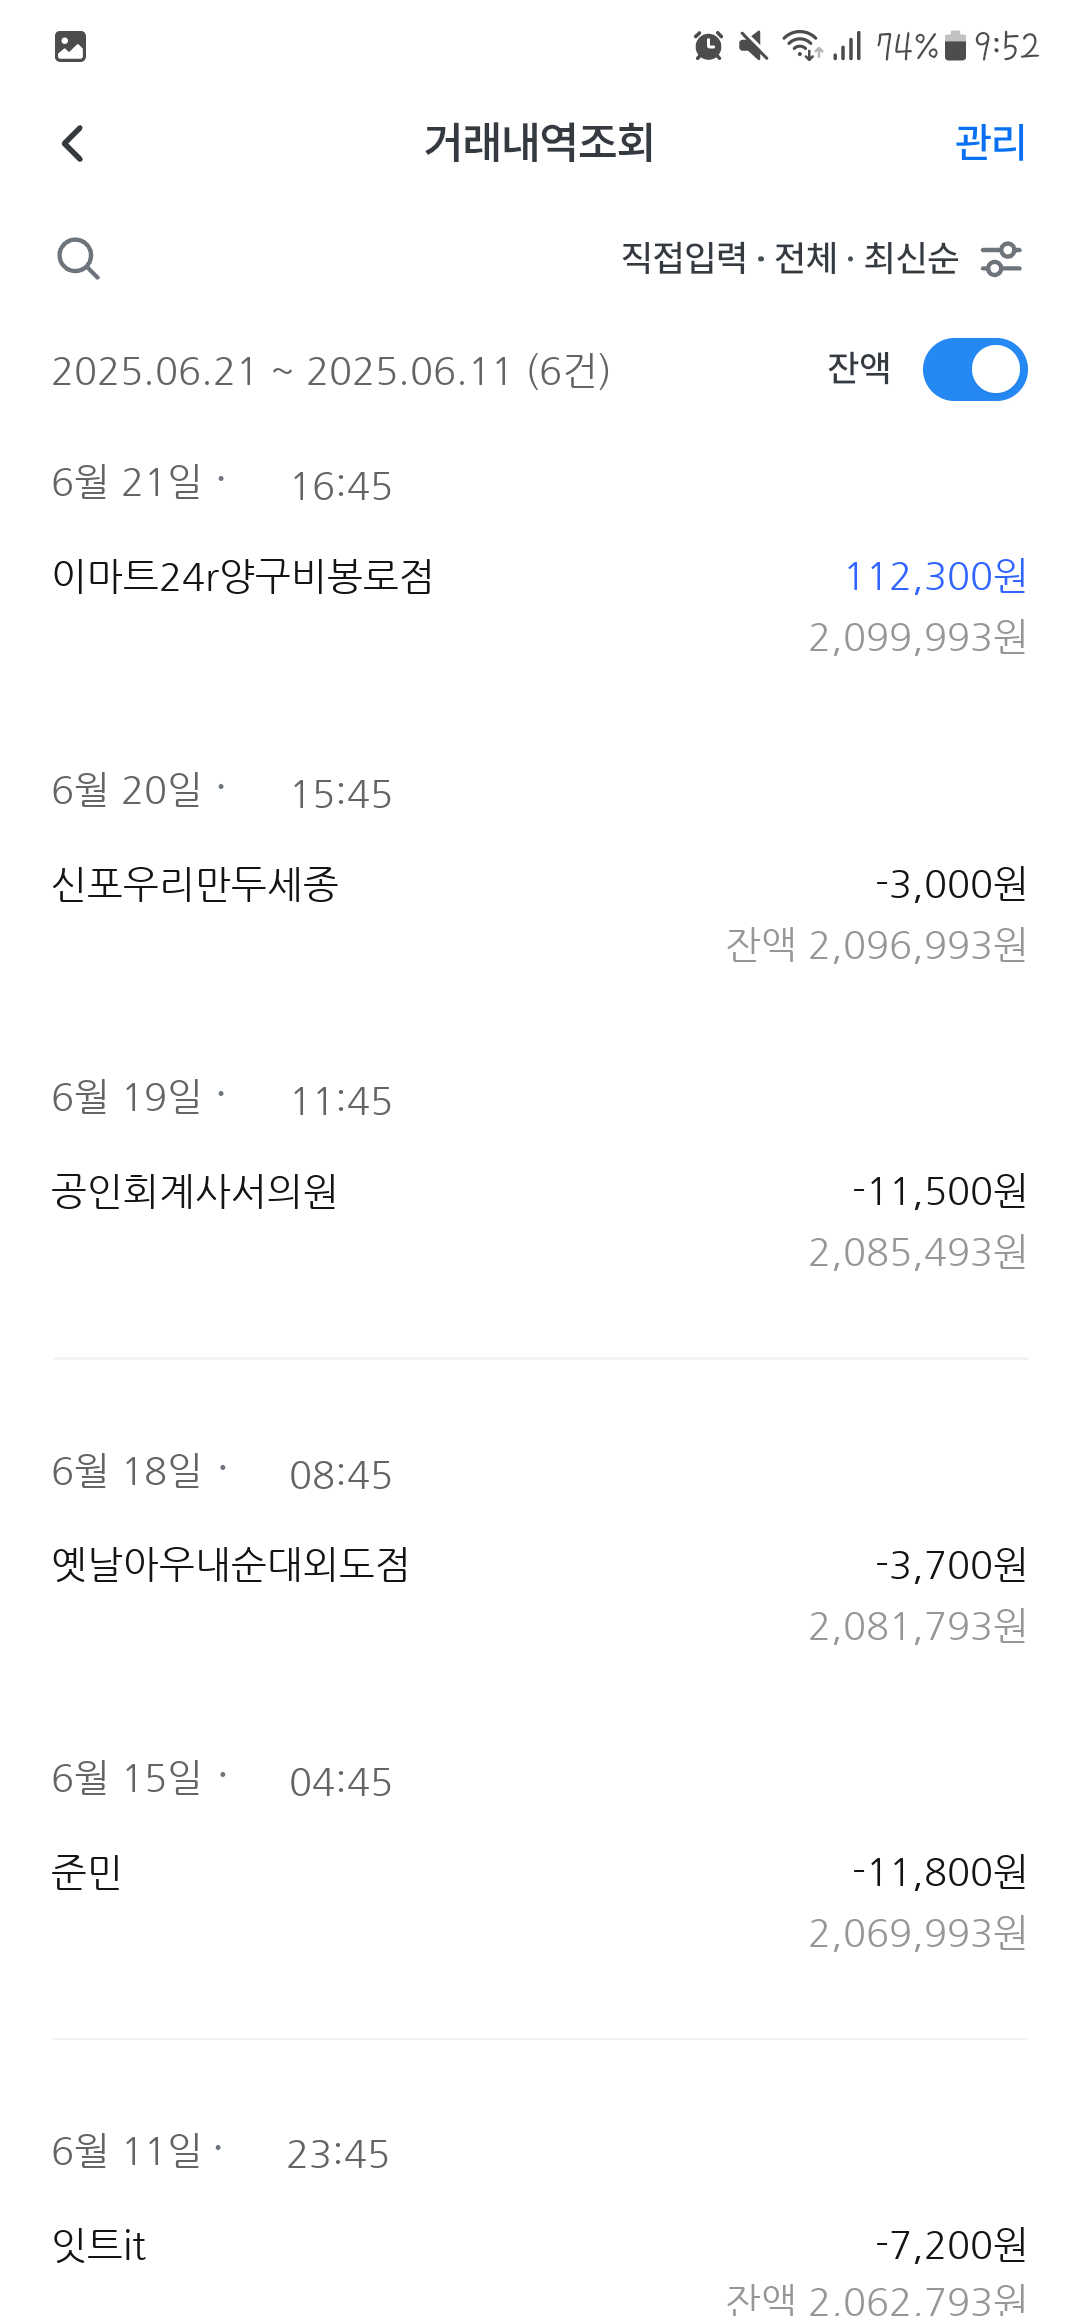 74% 9:52
거래내역조회 관리
직접입력 · 전체 · 최신순
2025.06.21 ~ 2025.06.11 (6건) 잔액
6월 21일 · 16:45
이마트24r양구비봉로점 112,300원
2,099,993원
6월 20일 · 15:45
신포우리만두세종 -3,000원
잔액 2,096,993원
6월 19일 · 11:45
공인회계사서의원 -11,500원
2,085,493원
6월 18일 · 08:45
옛날아우내순대외도점 -3,700원
2,081,793원
6월 15일 · 04:45
준민 -11,800원
2,069,993원
6월 11일 · 23:45
잇트it -7,200원
잔액 2,062,793원